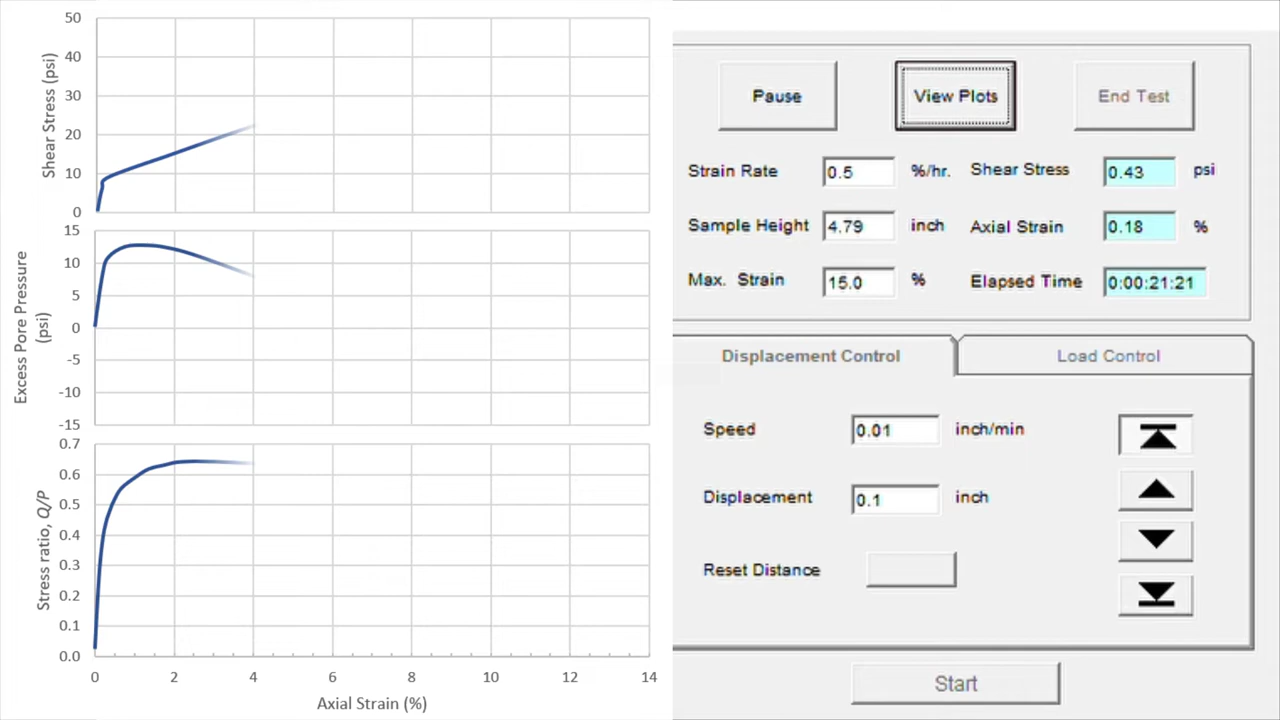 50
40
30
20
10
0
Shear Stress (psi)
15
10
5
0
-5
-10
-15
Excess Pore Pressure
(psi)
0.7
0.6
0.5
0.4
0.3
0.2
0.1
0.0
Stress ratio, Q/P
0 2 4 6 8 10 12 14
Axial Strain (%)
Pause View Plots End Test
Strain Rate 0.5 %/hr. Shear Stress 0.43 psi
Sample Height 4.79 inch Axial Strain 0.18 %
Max. Strain 15.0 % Elapsed Time 0:00:21:21
Displacement Control Load Control
Speed 0.01 inch/min
Displacement 0.1 inch
Reset Distance
Start